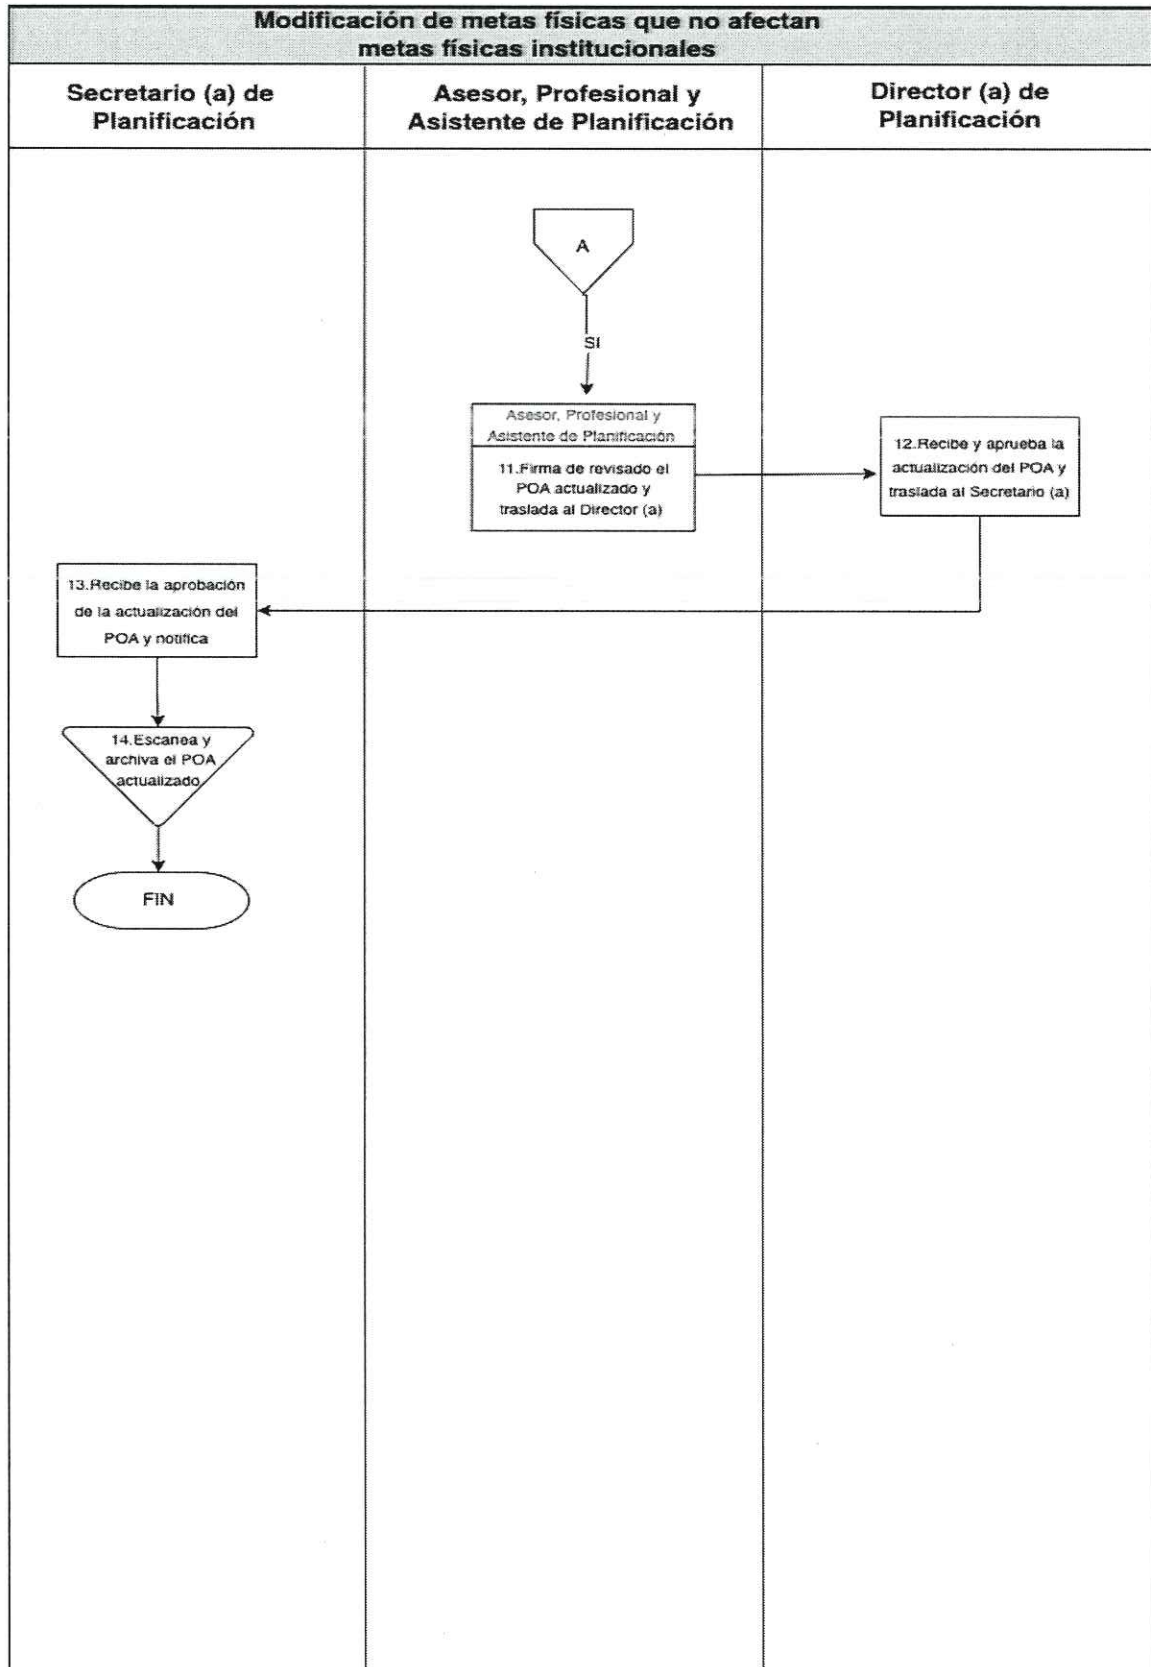 Modificación de metas físicas que no afectan
metas físicas institucionales
Secretario (a) de
Planificación
Asesor, Profesional y
Asistente de Planificación
Director (a) de
Planificación
A
SI
Asesor, Profesional y
Asistente de Planificación
11.Firma de revisado el
POA actualizado y
traslada al Director (a)
12.Recibe y aprueba la
actualización del POA y
traslada al Secretario (a)
13.Recibe la aprobación
de la actualización del
POA y notifica
14.Escanea y
archiva el POA
actualizado
FIN